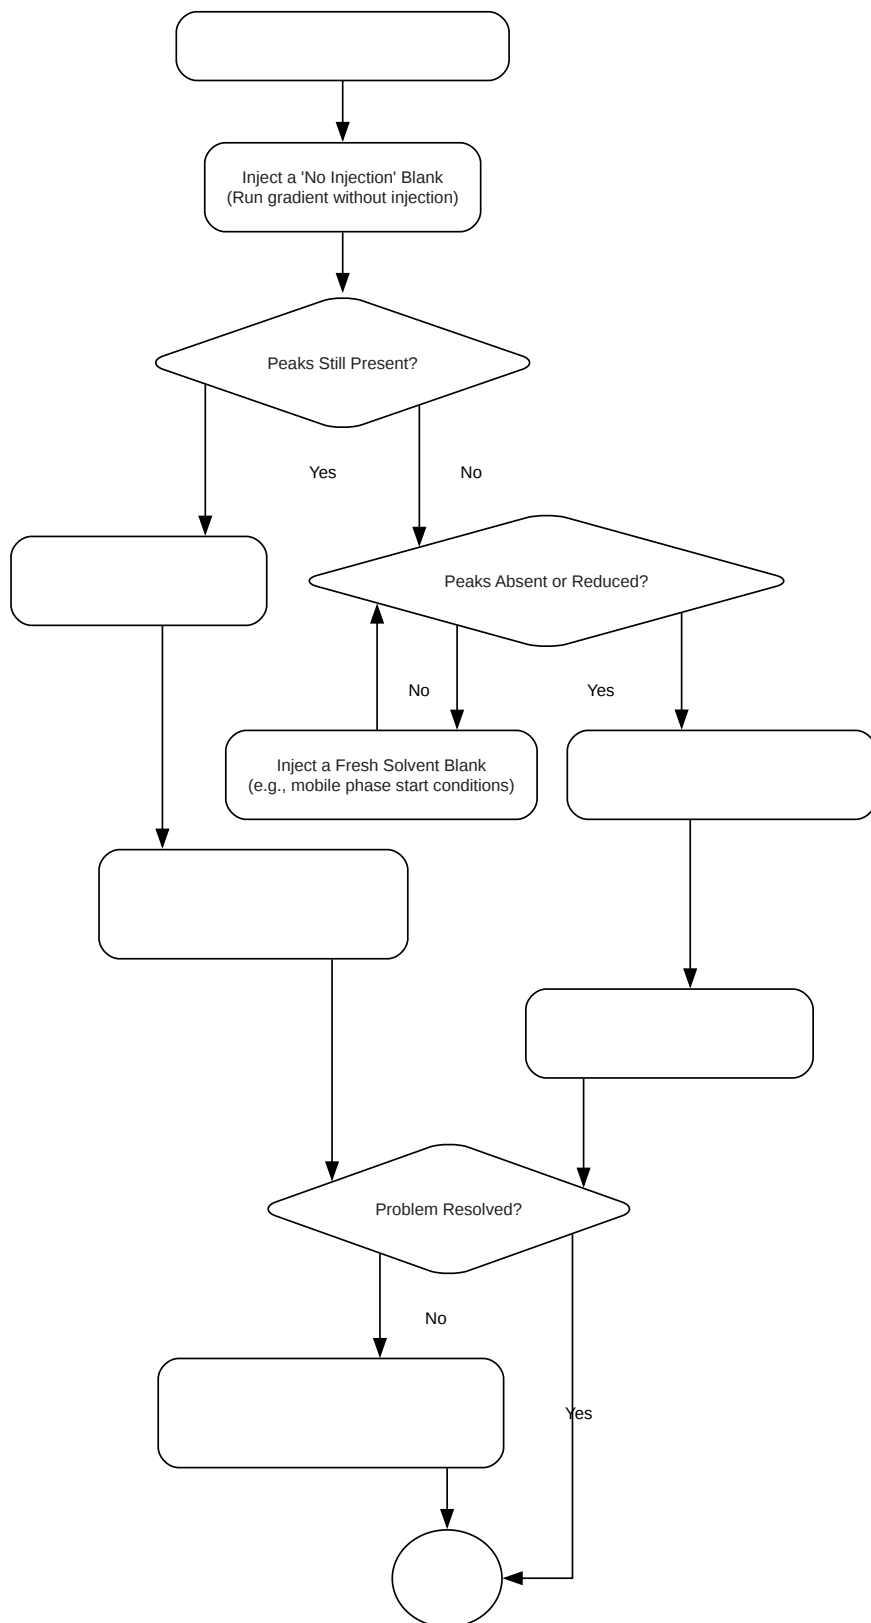 Inject a 'No Injection' Blank
(Run gradient without injection)
Peaks Still Present?
Yes
No
Peaks Absent or Reduced?
No
Yes
Inject a Fresh Solvent Blank
(e.g., mobile phase start conditions)
Problem Resolved?
No
Yes